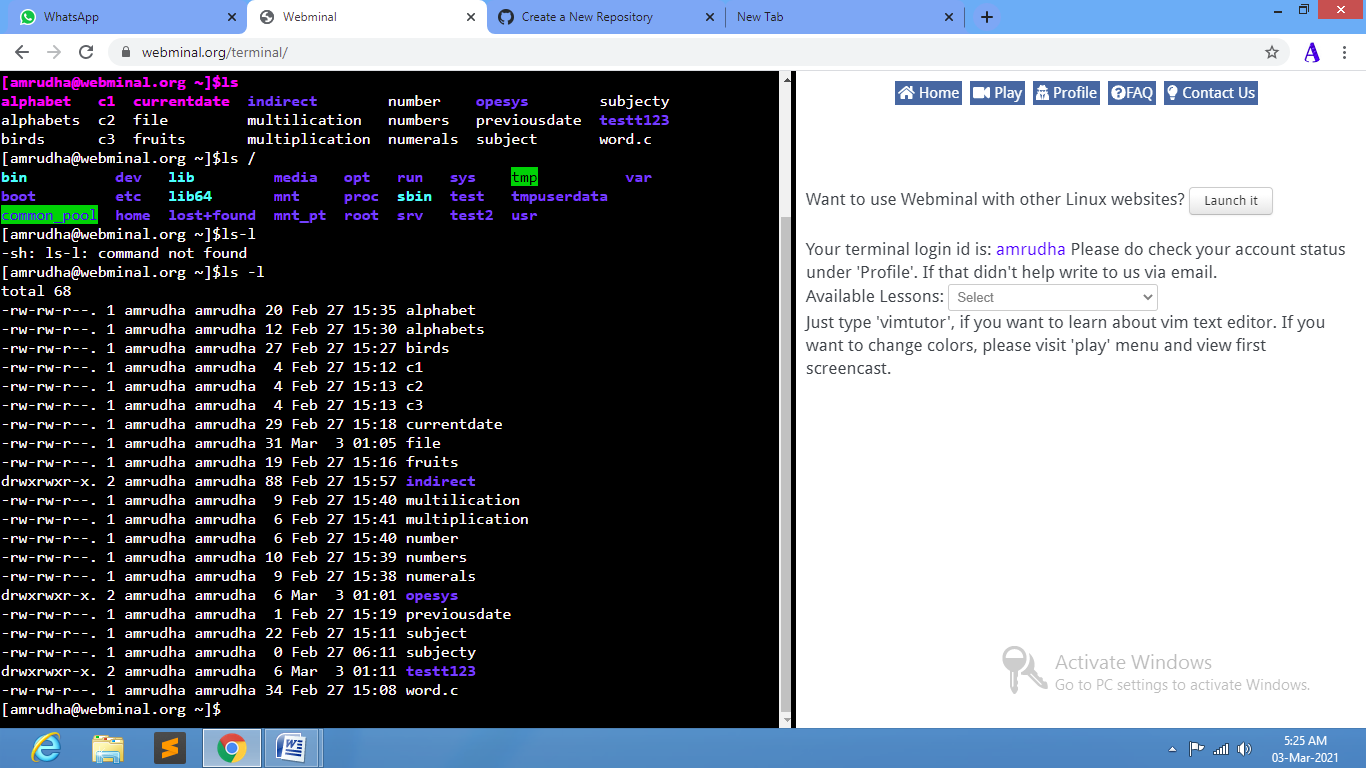 WhatsApp
Webminal
Create a New Repository
New Tab
webminal.org/terminal/
[amrudha@webminal.org ~]$ls
alphabet   c1  currentdate  indirect        number    opesys        subjecty
alphabets  c2  file         multilication   numbers   previousdate  testt123
birds      c3  fruits       multiplication  numerals  subject       word.c
[amrudha@webminal.org ~]$ls /
bin          dev   lib         media   opt   run   sys    tmp          var
boot         etc   lib64       mnt     proc  sbin  test   tmpuserdata
common_pool  home  lost+found  mnt_pt  root  srv   test2  usr
[amrudha@webminal.org ~]$ls-l
-sh: ls-l: command not found
[amrudha@webminal.org ~]$ls -l
total 68
-rw-rw-r--. 1 amrudha amrudha 20 Feb 27 15:35 alphabet
-rw-rw-r--. 1 amrudha amrudha 12 Feb 27 15:30 alphabets
-rw-rw-r--. 1 amrudha amrudha 27 Feb 27 15:27 birds
-rw-rw-r--. 1 amrudha amrudha  4 Feb 27 15:12 c1
-rw-rw-r--. 1 amrudha amrudha  4 Feb 27 15:13 c2
-rw-rw-r--. 1 amrudha amrudha  4 Feb 27 15:13 c3
-rw-rw-r--. 1 amrudha amrudha 29 Feb 27 15:18 currentdate
-rw-rw-r--. 1 amrudha amrudha 31 Mar  3 01:05 file
-rw-rw-r--. 1 amrudha amrudha 19 Feb 27 15:16 fruits
drwxrwxr-x. 2 amrudha amrudha 88 Feb 27 15:57 indirect
-rw-rw-r--. 1 amrudha amrudha  9 Feb 27 15:40 multilication
-rw-rw-r--. 1 amrudha amrudha  6 Feb 27 15:41 multiplication
-rw-rw-r--. 1 amrudha amrudha  6 Feb 27 15:40 number
-rw-rw-r--. 1 amrudha amrudha 10 Feb 27 15:39 numbers
-rw-rw-r--. 1 amrudha amrudha  9 Feb 27 15:38 numerals
drwxrwxr-x. 2 amrudha amrudha  6 Mar  3 01:01 opesys
-rw-rw-r--. 1 amrudha amrudha  1 Feb 27 15:19 previousdate
-rw-rw-r--. 1 amrudha amrudha 22 Feb 27 15:11 subject
-rw-rw-r--. 1 amrudha amrudha  0 Feb 27 06:11 subjecty
drwxrwxr-x. 2 amrudha amrudha  6 Mar  3 01:11 testt123
-rw-rw-r--. 1 amrudha amrudha 34 Feb 27 15:08 word.c
[amrudha@webminal.org ~]$
Home Play Profile FAQ Contact Us
Want to use Webminal with other Linux websites? Launch it
Your terminal login id is: amrudha Please do check your account status
under 'Profile'. If that didn't help write to us via email.
Available Lessons: Select
Just type 'vimtutor', if you want to learn about vim text editor. If you
want to change colors, please visit 'play' menu and view first
screencast.
Activate Windows
Go to PC settings to activate Windows.
5:25 AM
03-Mar-2021